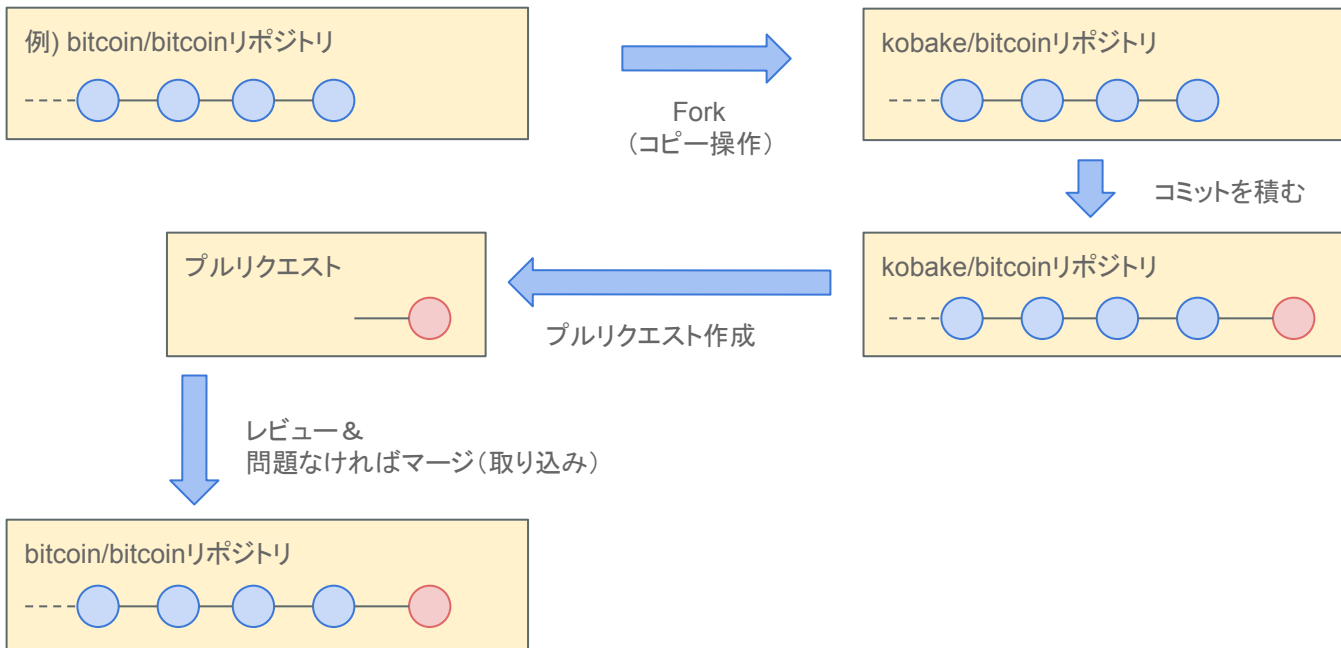 例) bitcoin/bitcoinリポジトリ
Fork
（コピー操作）
kobake/bitcoinリポジトリ
コミットを積む
kobake/bitcoinリポジトリ
プルリクエスト作成
プルリクエスト
レビュー＆
問題なければマージ（取り込み）
bitcoin/bitcoinリポジトリ